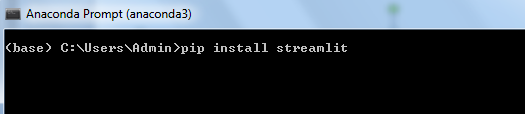 Anaconda Prompt (anaconda3)
(base) C:\Users\Admin>pip install streamlit